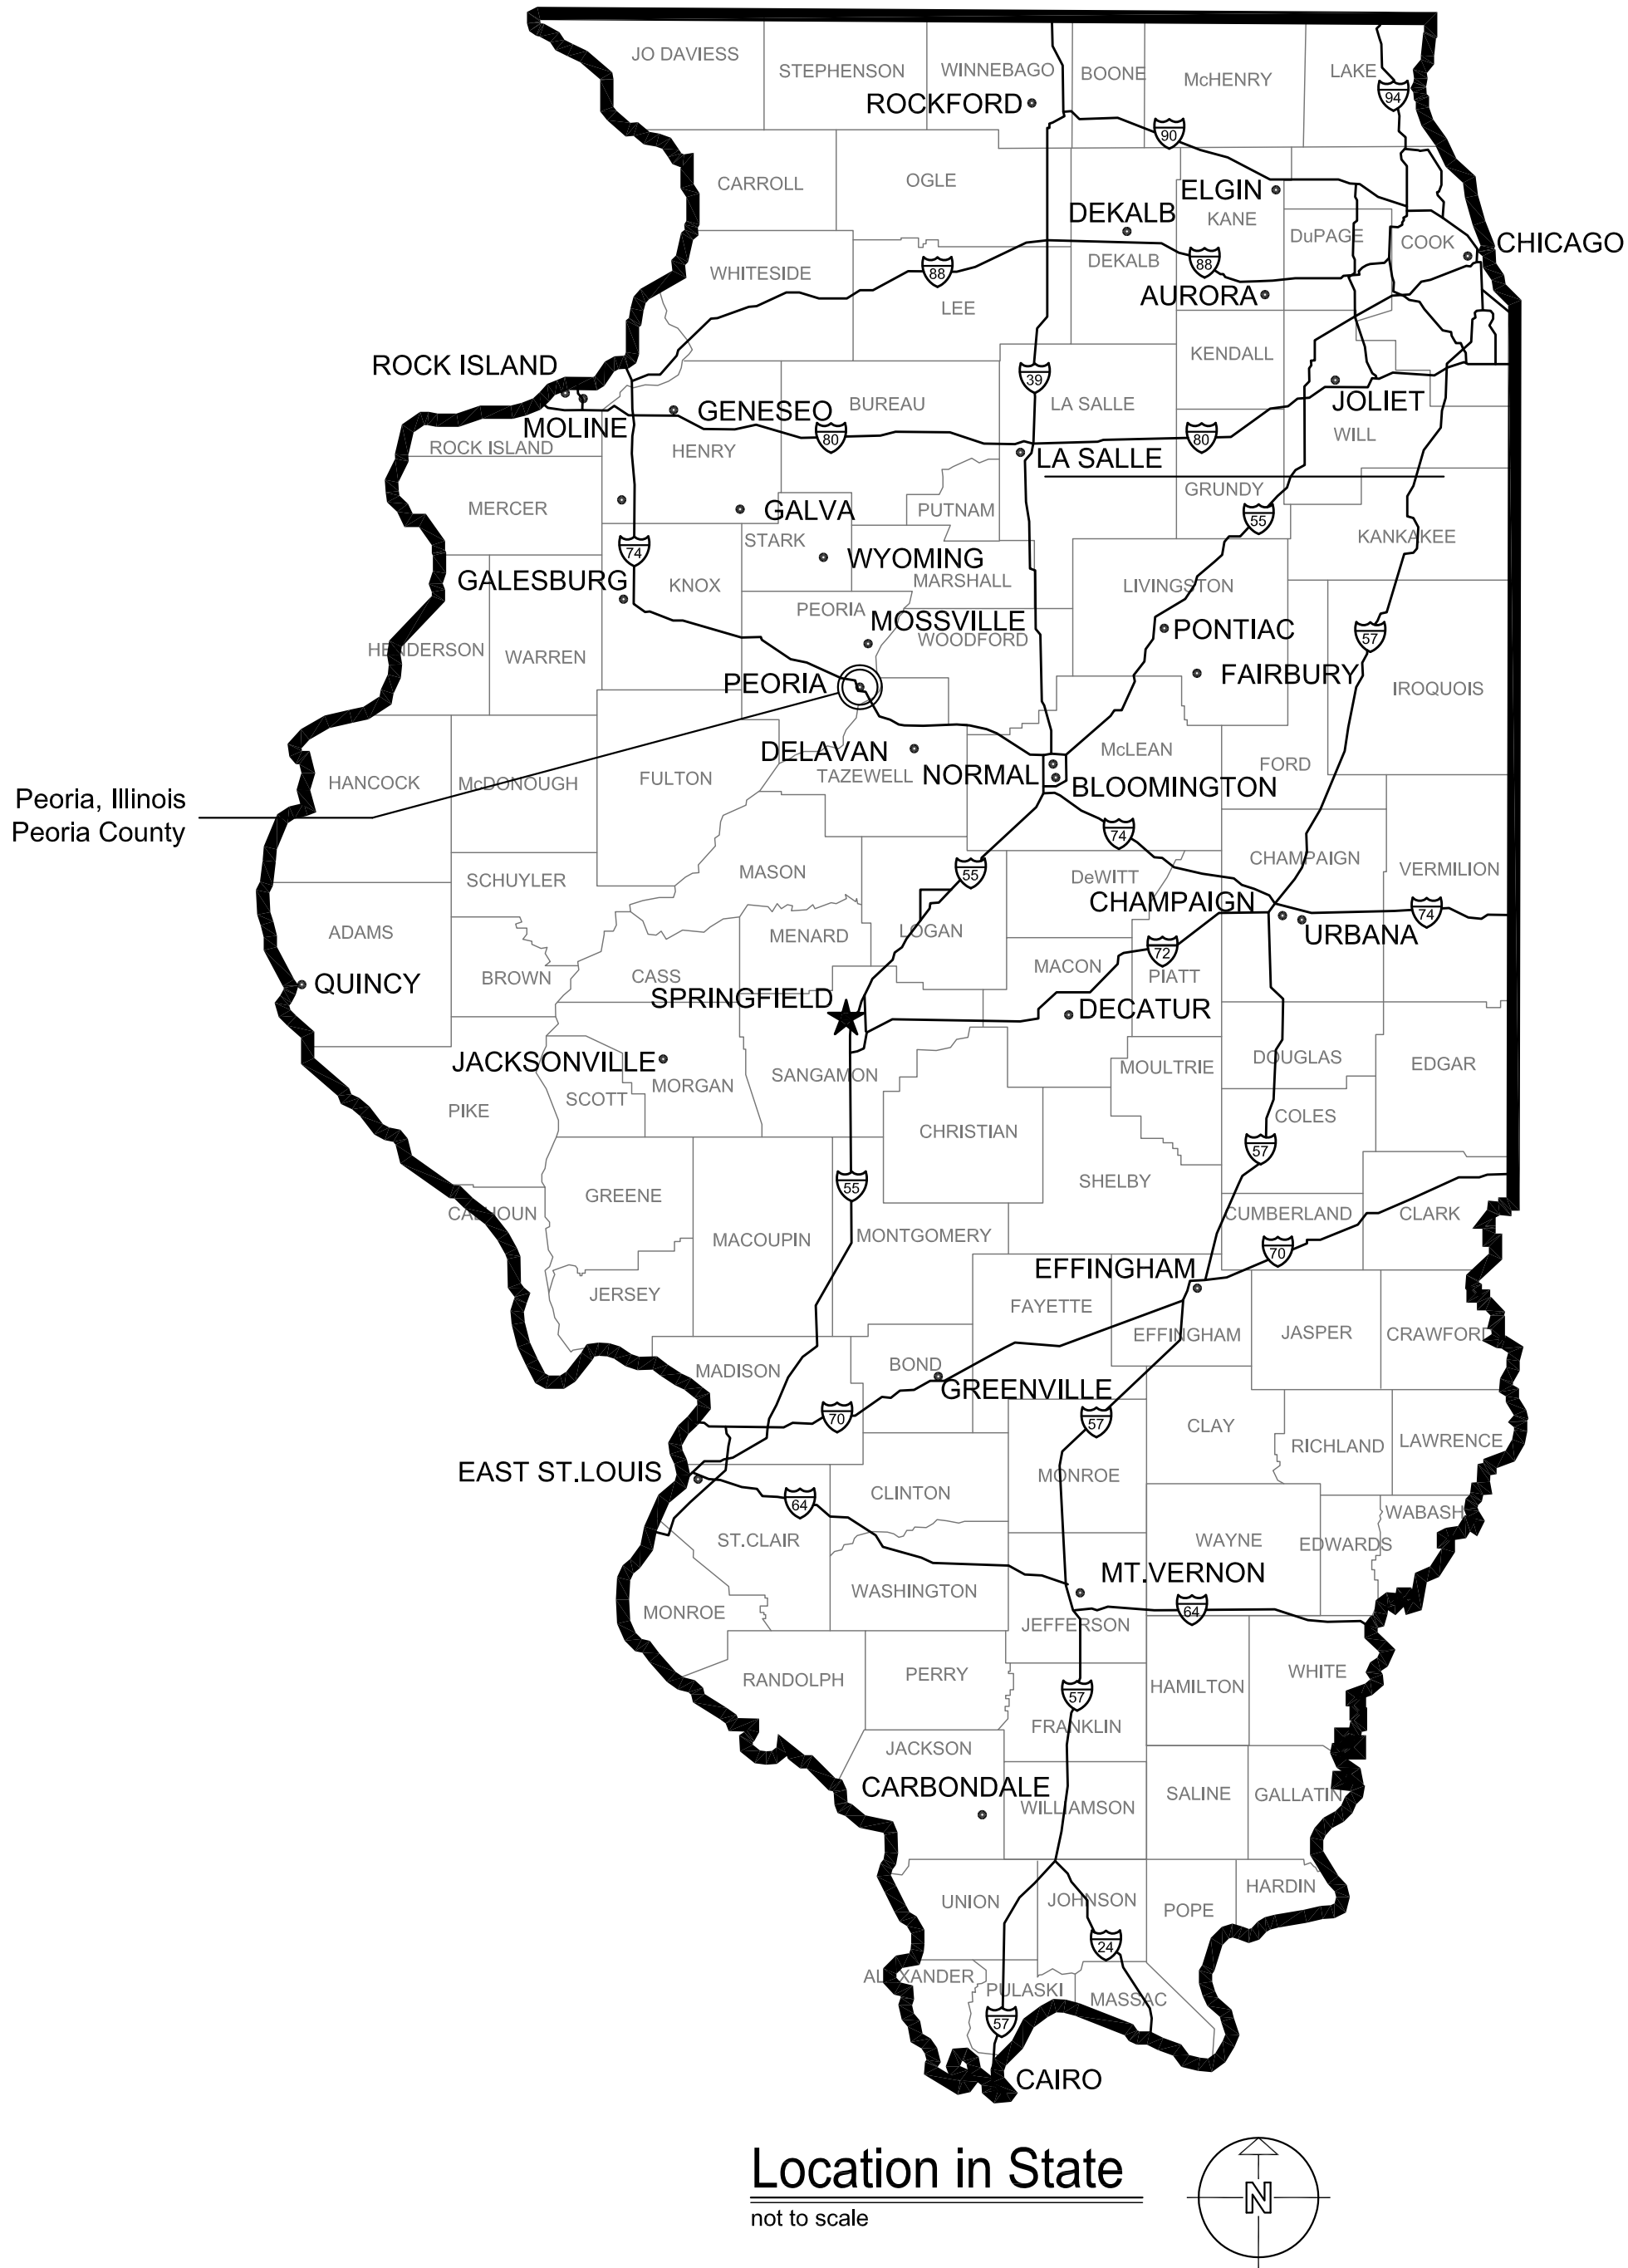 JO DAVIESS
STEPHENSON
WINNEBAGO
BOONE
McHENRY
LAKE
ROCKFORD
94
90
CARROLL
OGLE
ELGIN
KANE
DEKALB
DuPAGE
COOK
CHICAGO
WHITESIDE
88
DEKALB
88
LEE
AURORA
ROCK ISLAND
KENDALL
39
GENESEO
BUREAU
LA SALLE
JOLIET
MOLINE
ROCK ISLAND
HENRY
80
80
WILL
LA SALLE
MERCER
GALVA
PUTNAM
GRUNDY
55
STARK
KANKAKEE
74
WYOMING
GALESBURG
KNOX
MARSHALL
LIVINGSTON
PEORIA
MOSSVILLE
HENDERSON
WARREN
WOODFORD
PONTIAC
57
PEORIA
FAIRBURY
IROQUOIS
DELAVAN
McLEAN
HANCOCK
McDONOUGH
FULTON
TAZEWELL
NORMAL
FORD
BLOOMINGTON
Peoria, Illinois
Peoria County
74
SCHUYLER
MASON
55
DeWITT
CHAMPAIGN
VERMILION
CHAMPAIGN
74
ADAMS
MENARD
LOGAN
URBANA
72
QUINCY
BROWN
CASS
MACON
PIATT
SPRINGFIELD
DECATUR
JACKSONVILLE
MORGAN
SANGAMON
MOULTRIE
DOUGLAS
EDGAR
PIKE
SCOTT
CHRISTIAN
COLES
57
GREENE
55
SHELBY
CALHOUN
MACOUPIN
MONTGOMERY
CUMBERLAND
CLARK
70
EFFINGHAM
JERSEY
FAYETTE
EFFINGHAM
JASPER
CRAWFORD
MADISON
BOND
GREENVILLE
70
57
CLAY
RICHLAND
LAWRENCE
EAST ST.LOUIS
MONROE
CLINTON
64
WABASH
ST.CLAIR
WAYNE
EDWARDS
MT.VERNON
WASHINGTON
MONROE
64
JEFFERSON
RANDOLPH
PERRY
HAMILTON
WHITE
57
FRANKLIN
JACKSON
CARBONDALE
WILLIAMSON
SALINE
GALLATIN
UNION
JOHNSON
POPE
HARDIN
24
ALEXANDER
PULASKI
MASSAC
57
CAIRO
Location in State
not to scale
N